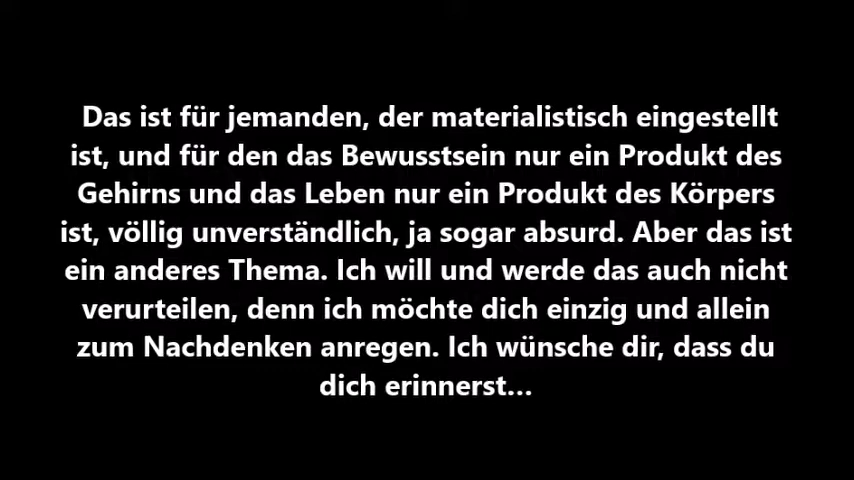 Das ist für jemanden, der materialistisch eingestellt
ist, und für den das Bewusstsein nur ein Produkt des
Gehirns und das Leben nur ein Produkt des Körpers
ist, völlig unverständlich, ja sogar absurd. Aber das ist
ein anderes Thema. Ich will und werde das auch nicht
verurteilen, denn ich möchte dich einzig und allein
zum Nachdenken anregen. Ich wünsche dir, dass du
dich erinnerst...